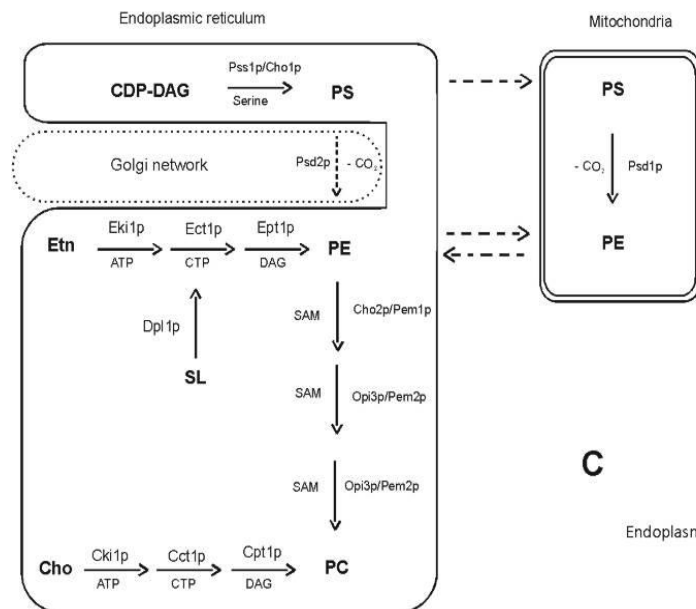 Endoplasmic reticulum
Mitochondria
Pss1p/Cho1p
CDP-DAG
PS
Serine
PS
Golgi network
Psd2p
- CO2
- CO2
Psd1p
Eki1p
Ect1p
Ept1p
Etn
PE
PE
ATP
CTP
DAG
SAM
Cho2p/Pem1p
Dpl1p
SL
SAM
Opi3p/Pem2p
C
SAM
Opi3p/Pem2p
Endoplasm
Cki1p
Cct1p
Cpt1p
Cho
PC
ATP
CTP
DAG